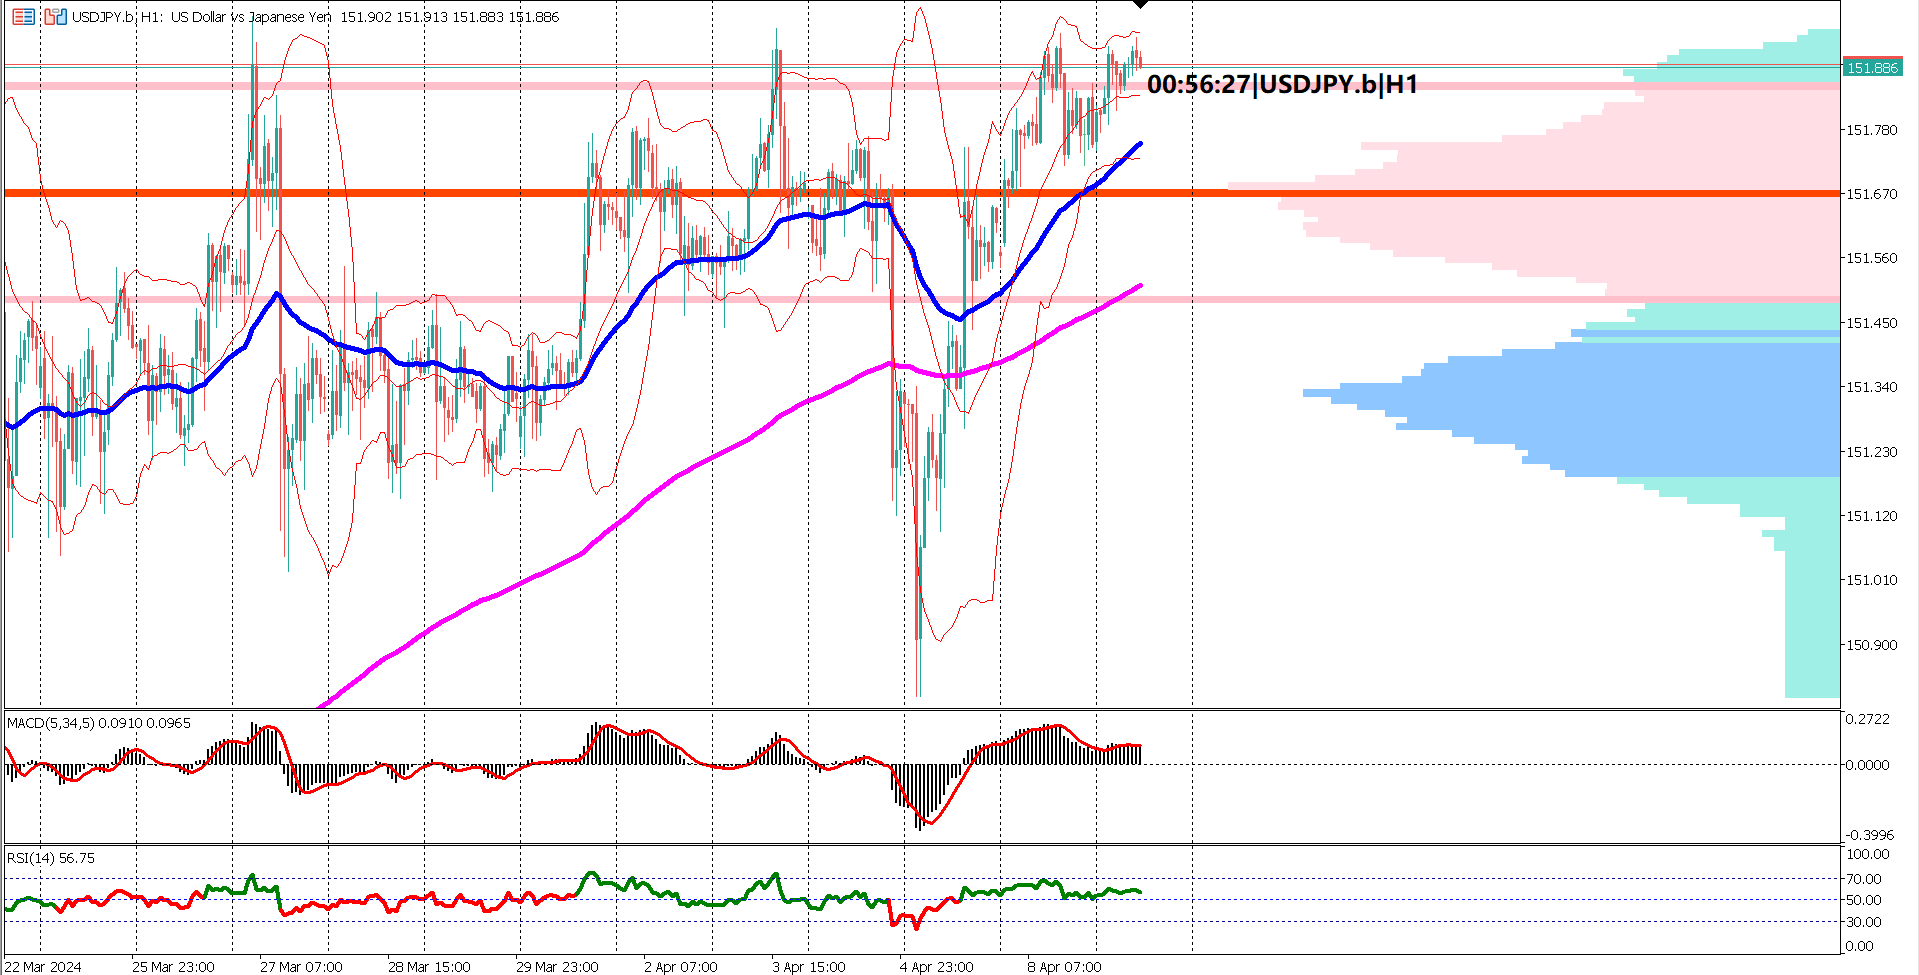 USDJPY.b, H1: US Dollar vs Japanese Yen 151.902 151.913 151.883 151.886
151.886
00:56:27|USDJPY.b|H1
151.780
151.670
151.560
151.450
151.340
151.230
151.120
151.010
150.900
MACD(5,34,5) 0.0910 0.0965
0.2722
0.0000
-0.3996
RSI(14) 56.75
100.00
70.00
50.00
30.00
0.00
22 Mar 2024
25 Mar 23:00
27 Mar 07:00
28 Mar 15:00
29 Mar 23:00
2 Apr 07:00
3 Apr 15:00
4 Apr 23:00
8 Apr 07:00